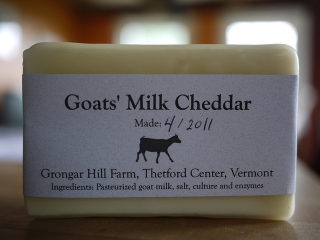 Goats' Milk Cheddar
Made: 4/2011
Grongar Hill Farm, Thetford Center, Vermont
Ingredients: Pasteurized goat milk, salt, culture and enzymes